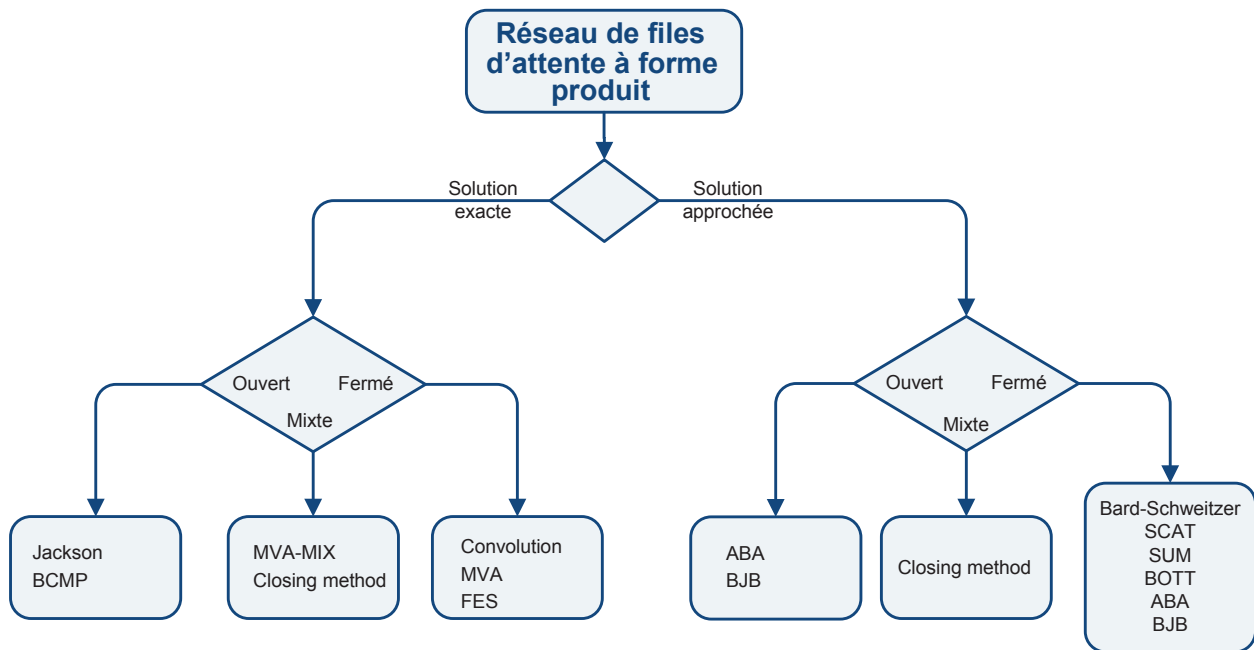 Réseau de files
d’attente à forme
produit
Solution
exacte
Solution
approchée
Ouvert
Fermé
Mixte
Ouvert
Fermé
Mixte
Jackson
BCMP
MVA-MIX
Closing method
Convolution
MVA
FES
ABA
BJB
Closing method
Bard-Schweitzer
SCAT
SUM
BOTT
ABA
BJB